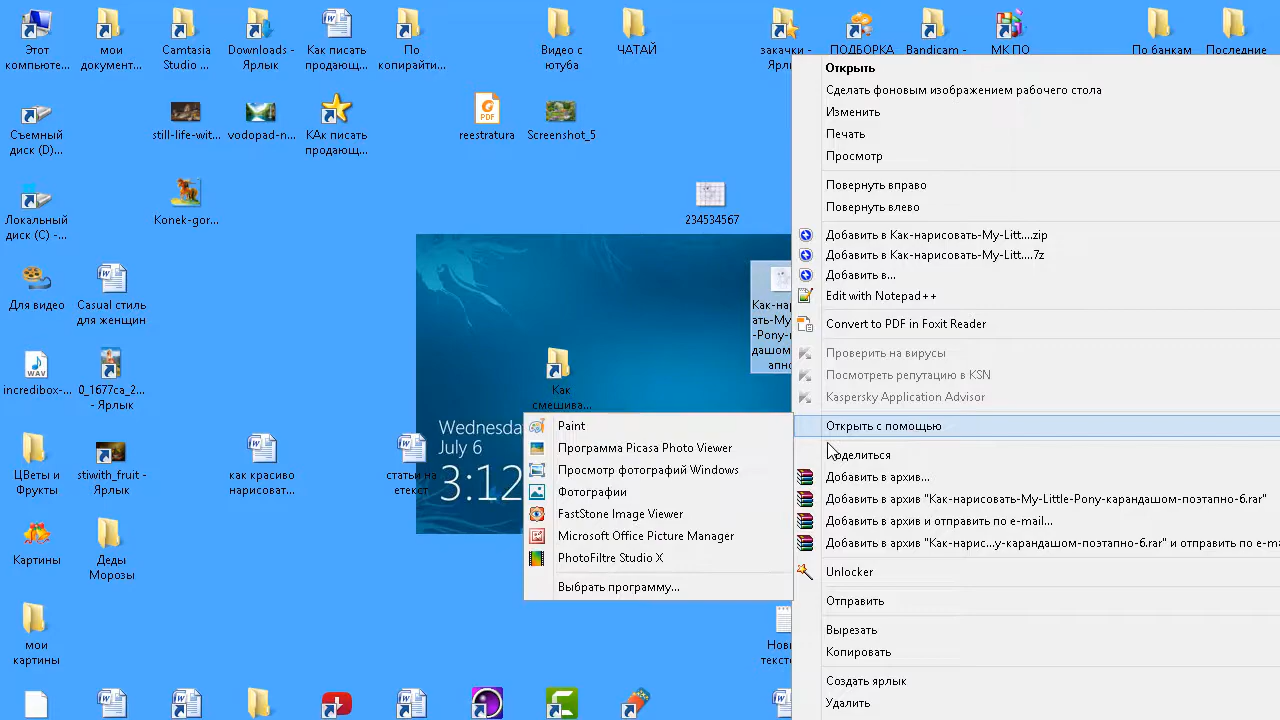 Этот
компьюте...
мои
документ...
Camtasia
Studio ...
Downloads -
Ярлык
Как писать
продающ...
По
копирайти...
Видео с
ютуба
ЧАТАЙ
закачки -
Ярл
ПОДБОРКА
Bandicam -
МК ПО
По банкам
Последние
Съемный
диск (D)...
still-life-wit...
vodopad-n...
КАк писать
продающ...
PDF
reestratura
Screenshot_5
Локальный
диск (C) -...
Konek-gor...
234534567
Для видео
Casual стиль
для женщин
WAV
incredibox-...
0_1677ca_2...
- Ярлык
Как
смешива...
Как-на
ать-Му
-Pony-
дашом
апно
ЦВеты и
Фрукты
stiwith_fruit -
Ярлык
как красиво
нарисоват...
статьи на
етекст
Wednesda
July 6
3:12
Картины
Деды
Морозы
мои
картины
Нов
тексто
Открыть
Сделать фоновым изображением рабочего стола
Изменить
Печать
Просмотр
Повернуть вправо
Повернуть влево
Добавить в Как-нарисовать-My-Litt....zip
Добавить в Как-нарисовать-My-Litt....7z
Добавить в...
Edit with Notepad++
Convert to PDF in Foxit Reader
Проверить на вирусы
Посмотреть репутацию в KSN
Kaspersky Application Advisor
Открыть с помощью
Paint
Программа Picasa Photo Viewer
Просмотр фотографий Windows
Фотографии
FastStone Image Viewer
Microsoft Office Picture Manager
PhotoFiltre Studio X
Выбрать программу...
оделиться
Добавить в архив...
Добавить в архив "Как-нарисовать-My-Little-Pony-карандашом-поэтапно-6.rar"
Добавить в архив и отправить по e-mail...
Добавить в архив "Как-нарис...у-карандашом-поэтапно-6.rar" и отправить по e-ma
Unlocker
Отправить
Вырезать
Копировать
Создать ярлык
Удалить